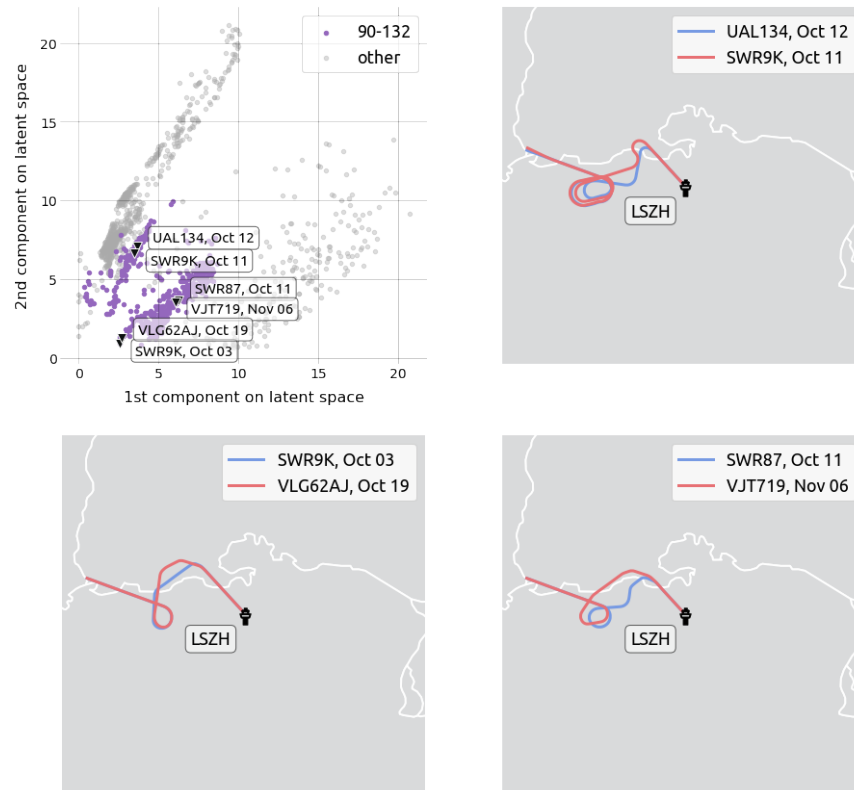 2nd component on latent space
20
15
10
5
0
0
5
10
15
20
1st component on latent space
90-132
other
UAL134, Oct 12
SWR9K, Oct 11
SWR87, Oct 11
VJT719, Nov 06
VLG62AJ, Oct 19
SWR9K, Oct 03
UAL134, Oct 12
SWR9K, Oct 11
LSZH
SWR9K, Oct 03
VLG62AJ, Oct 19
LSZH
SWR87, Oct 11
VJT719, Nov 06
LSZH